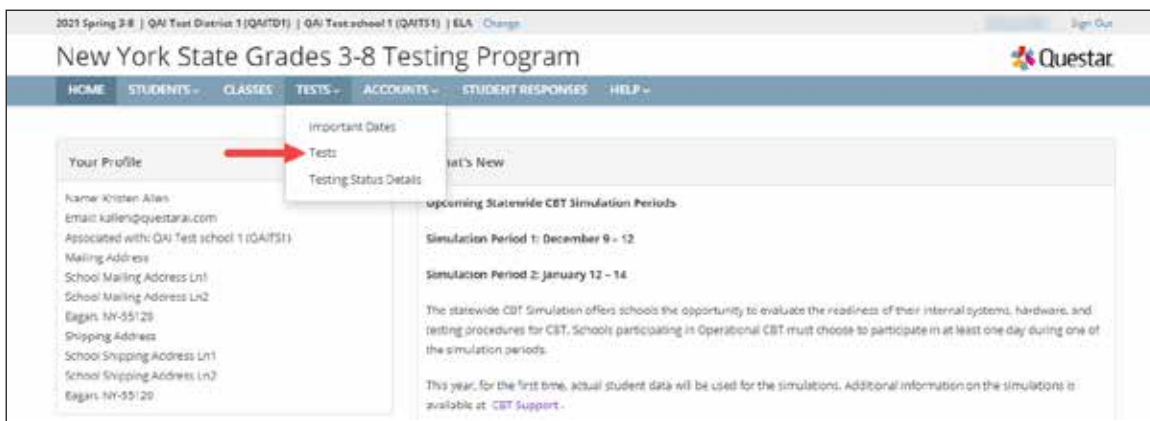 2021 Spring 3-8 | QAI Test District 1 (QAITD1) | QAI Test school 1 (QAITS1) | ELA Change
Sign Out
New York State Grades 3-8 Testing Program
Questar
HOME STUDENTS CLASSES TESTS ACCOUNTS STUDENT RESPONSES HELP
Important Dates
Tests
Testing Status Details
Your Profile
Name: Kristen Allen
Email: kallen@questarai.com
Associated with: QAI Test school 1 (QAITS1)
Mailing Address
School Mailing Address Ln1
School Mailing Address Ln2
Eagan, NY-55120
Shipping Address
School Shipping Address Ln1
School Shipping Address Ln2
Eagan, NY-55120
hat's New
Upcoming Statewide CBT Simulation Periods
Simulation Period 1: December 9 – 12
Simulation Period 2: January 12 – 14
The statewide CBT Simulation offers schools the opportunity to evaluate the readiness of their internal systems, hardware, and
testing procedures for CBT. Schools participating in Operational CBT must choose to participate in at least one day during one of
the simulation periods.
This year, for the first time, actual student data will be used for the simulations. Additional information on the simulations is
available at CBT Support .